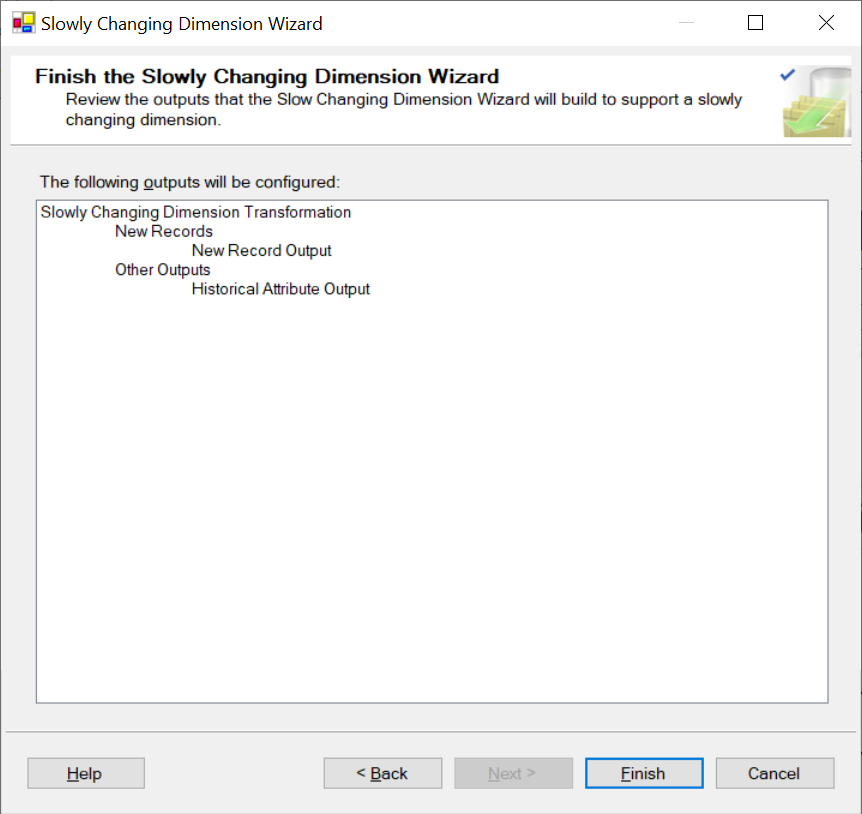 Slowly Changing Dimension Wizard
Finish the Slowly Changing Dimension Wizard
Review the outputs that the Slow Changing Dimension Wizard will build to support a slowly
changing dimension.
The following outputs will be configured:
Slowly Changing Dimension Transformation
New Records
New Record Output
Other Outputs
Historical Attribute Output
Help
< Back
Next >
Finish
Cancel